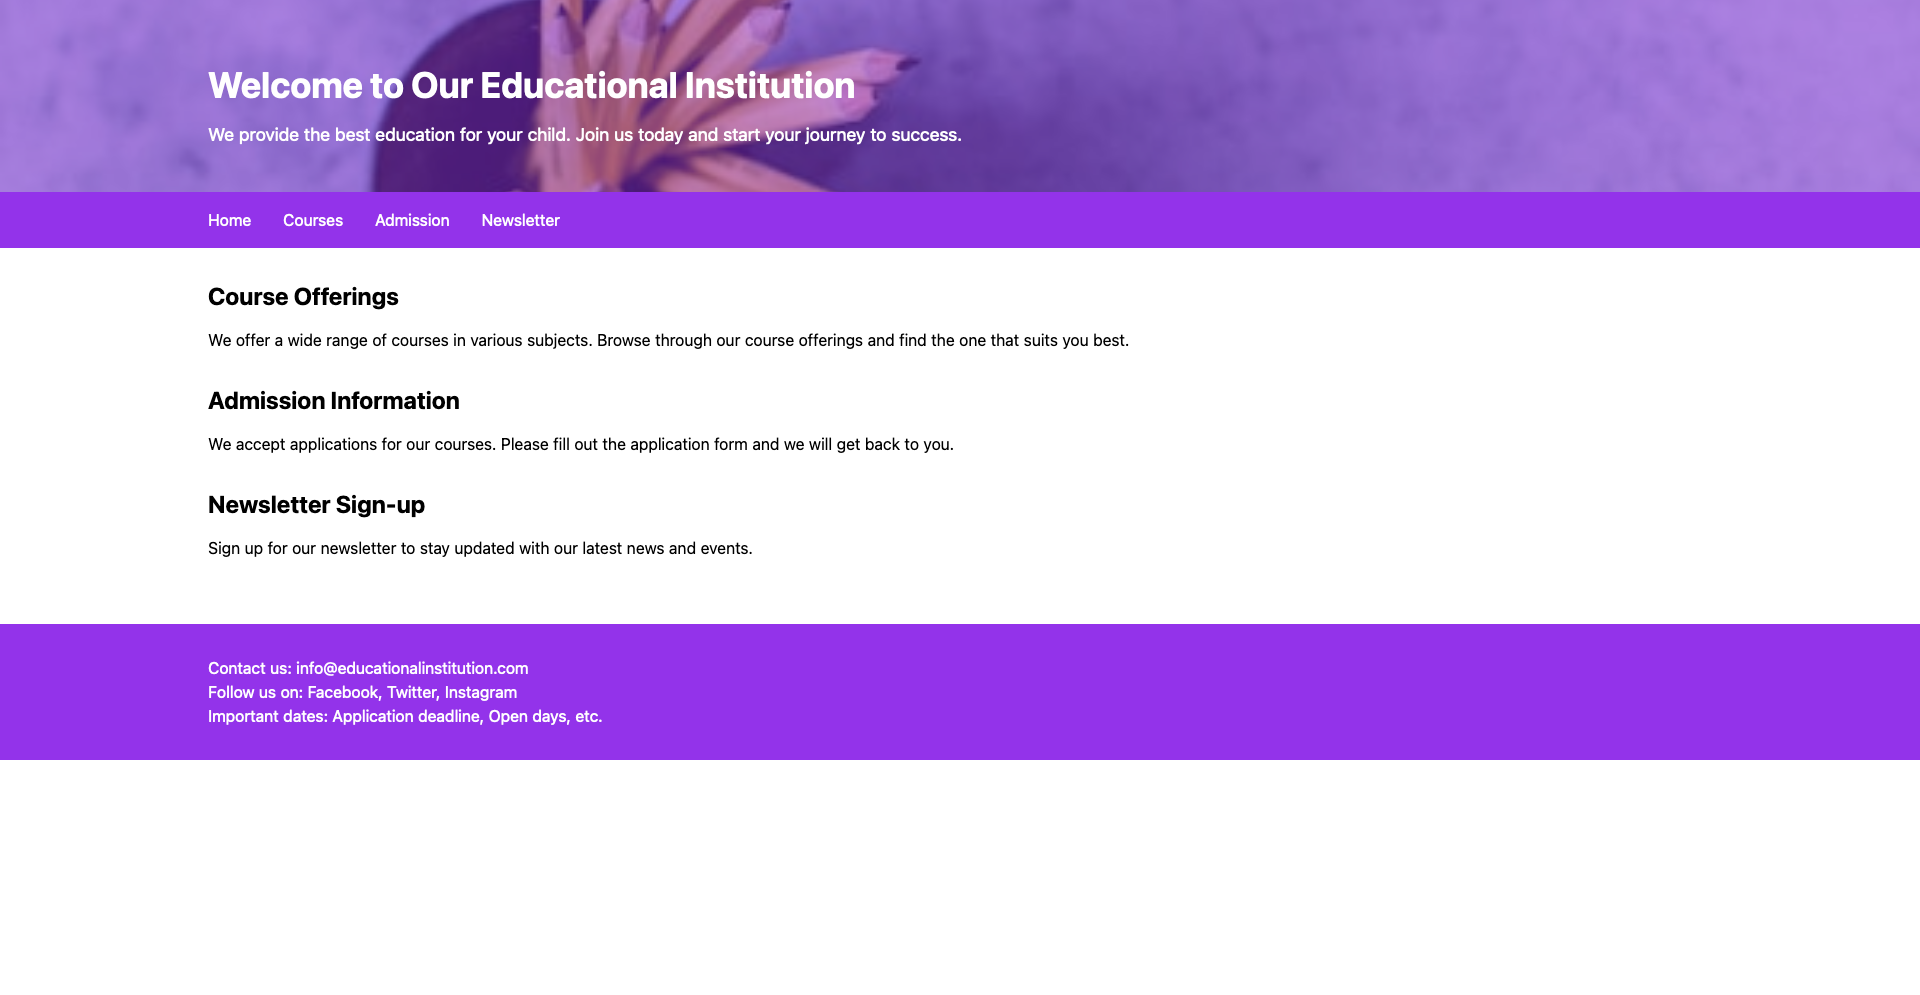 Welcome to Our Educational Institution
We provide the best education for your child. Join us today and start your journey to success.
Home Courses Admission Newsletter
Course Offerings
We offer a wide range of courses in various subjects. Browse through our course offerings and find the one that suits you best.
Admission Information
We accept applications for our courses. Please fill out the application form and we will get back to you.
Newsletter Sign-up
Sign up for our newsletter to stay updated with our latest news and events.
Contact us: info@educationalinstitution.com
Follow us on: Facebook, Twitter, Instagram
Important dates: Application deadline, Open days, etc.